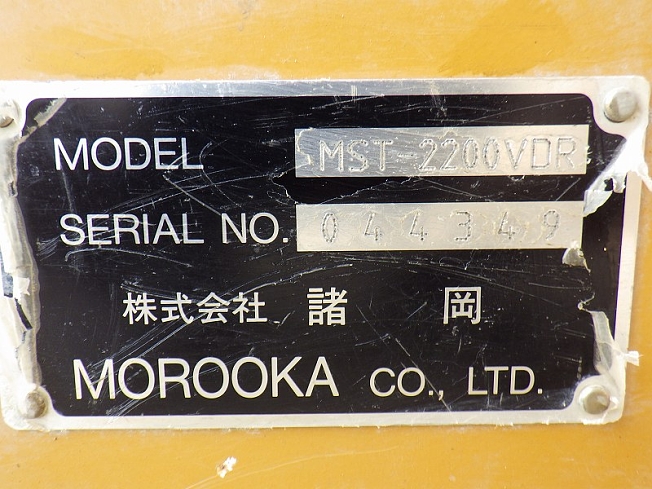 MODEL MST-2200VDR
SERIAL NO. 044349
株式会社 諸 岡
MOROOKA CO., LTD.